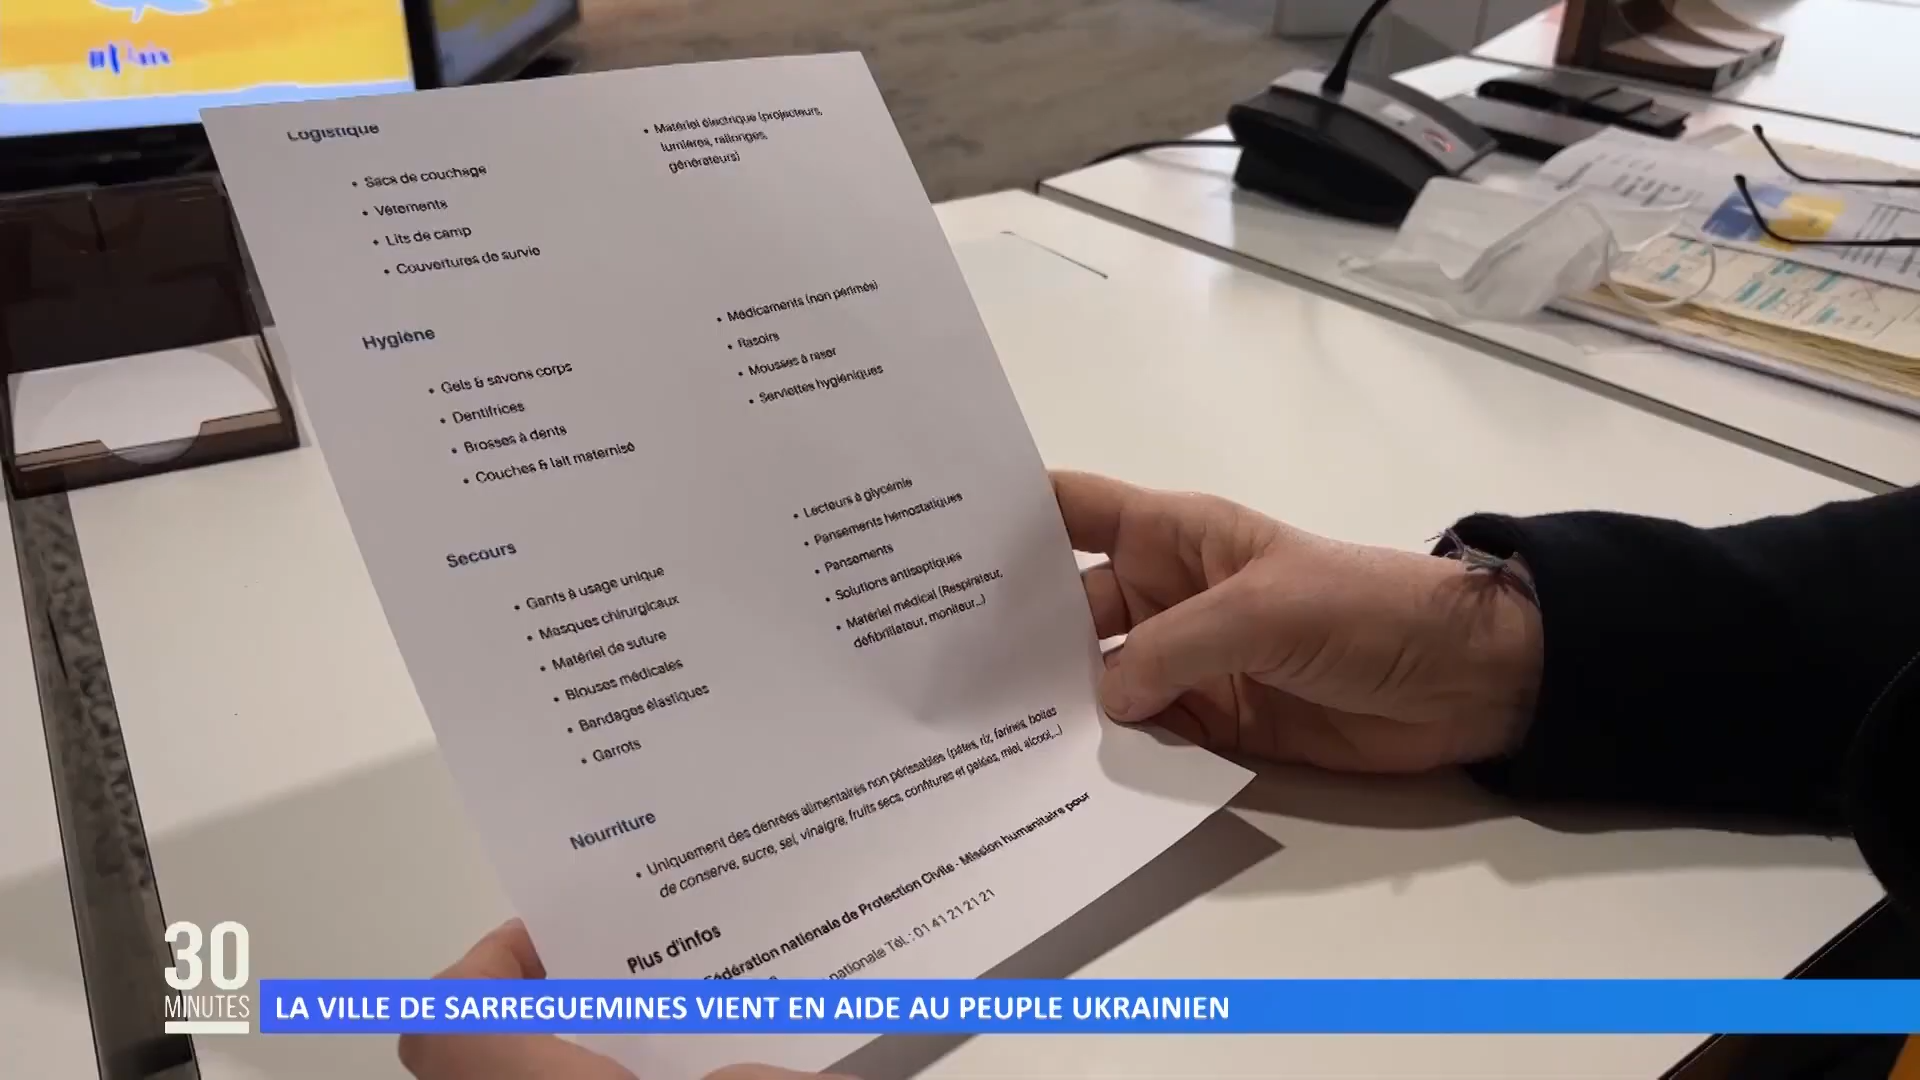 Logistique
• Sacs de couchage
• Vêtements
• Lits de camp
• Couvertures de survie
• Matériel électrique (projecteurs,
lumières, rallonges,
générateurs)
Hygiène
• Gels & savons corps
• Dentifrices
• Brosses à dents
• Couches & lait maternisé
• Médicaments (non périmés)
• Rasoirs
• Mousses à raser
• Serviettes hygiéniques
Secours
• Gants à usage unique
• Masques chirurgicaux
• Matériel de suture
• Blouses médicales
• Bandages élastiques
• Garrots
• Lecteurs à glycémie
• Pansements hémostatiques
• Pansements
• Solutions antiseptiques
• Matériel médical (Respirateur,
défibrillateur, moniteur...)
Nourriture
• Uniquement des denrées alimentaires non périssables (pâtes, riz, farines, boites
de conserve, sucre, sel, vinaigre, fruits secs, confitures et gelées, miel, alcool,...)
Plus d'infos
Fédération nationale de Protection Civile - Mission humanitaire pour
nationale Tél. : 01 41 21 21 21
30
MINUTES
LA VILLE DE SARREGUEMINES VIENT EN AIDE AU PEUPLE UKRAINIEN